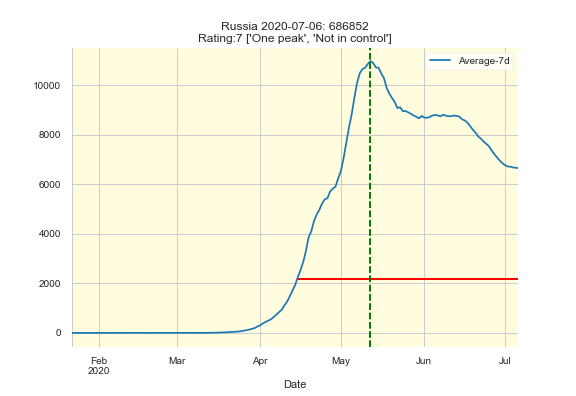 Russia 2020-07-06: 686852
Rating:7 ['One peak', 'Not in control']
Average-7d
10000
8000
6000
4000
2000
0
Feb Mar Apr May Jun Jul
2020
Date